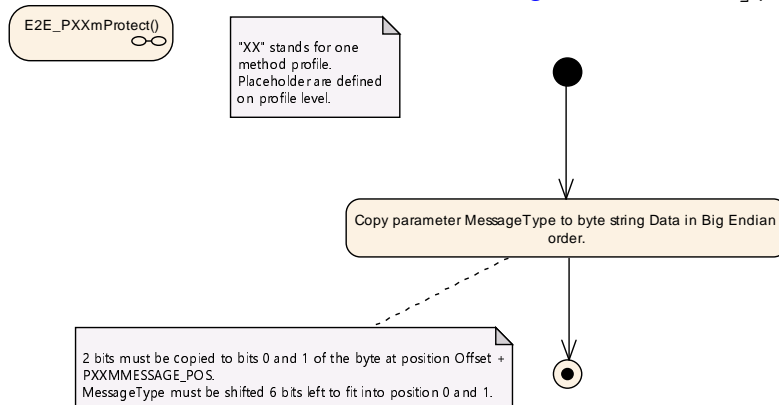 E2E_PXXmProtect()
"XX" stands for one
method profile.
Placeholder are defined
on profile level.
Copy parameter MessageType to byte string Data in Big Endian
order.
2 bits must be copied to bits 0 and 1 of the byte at position Offset +
PXXMMESSAGE_POS.
MessageType must be shifted 6 bits left to fit into position 0 and 1.